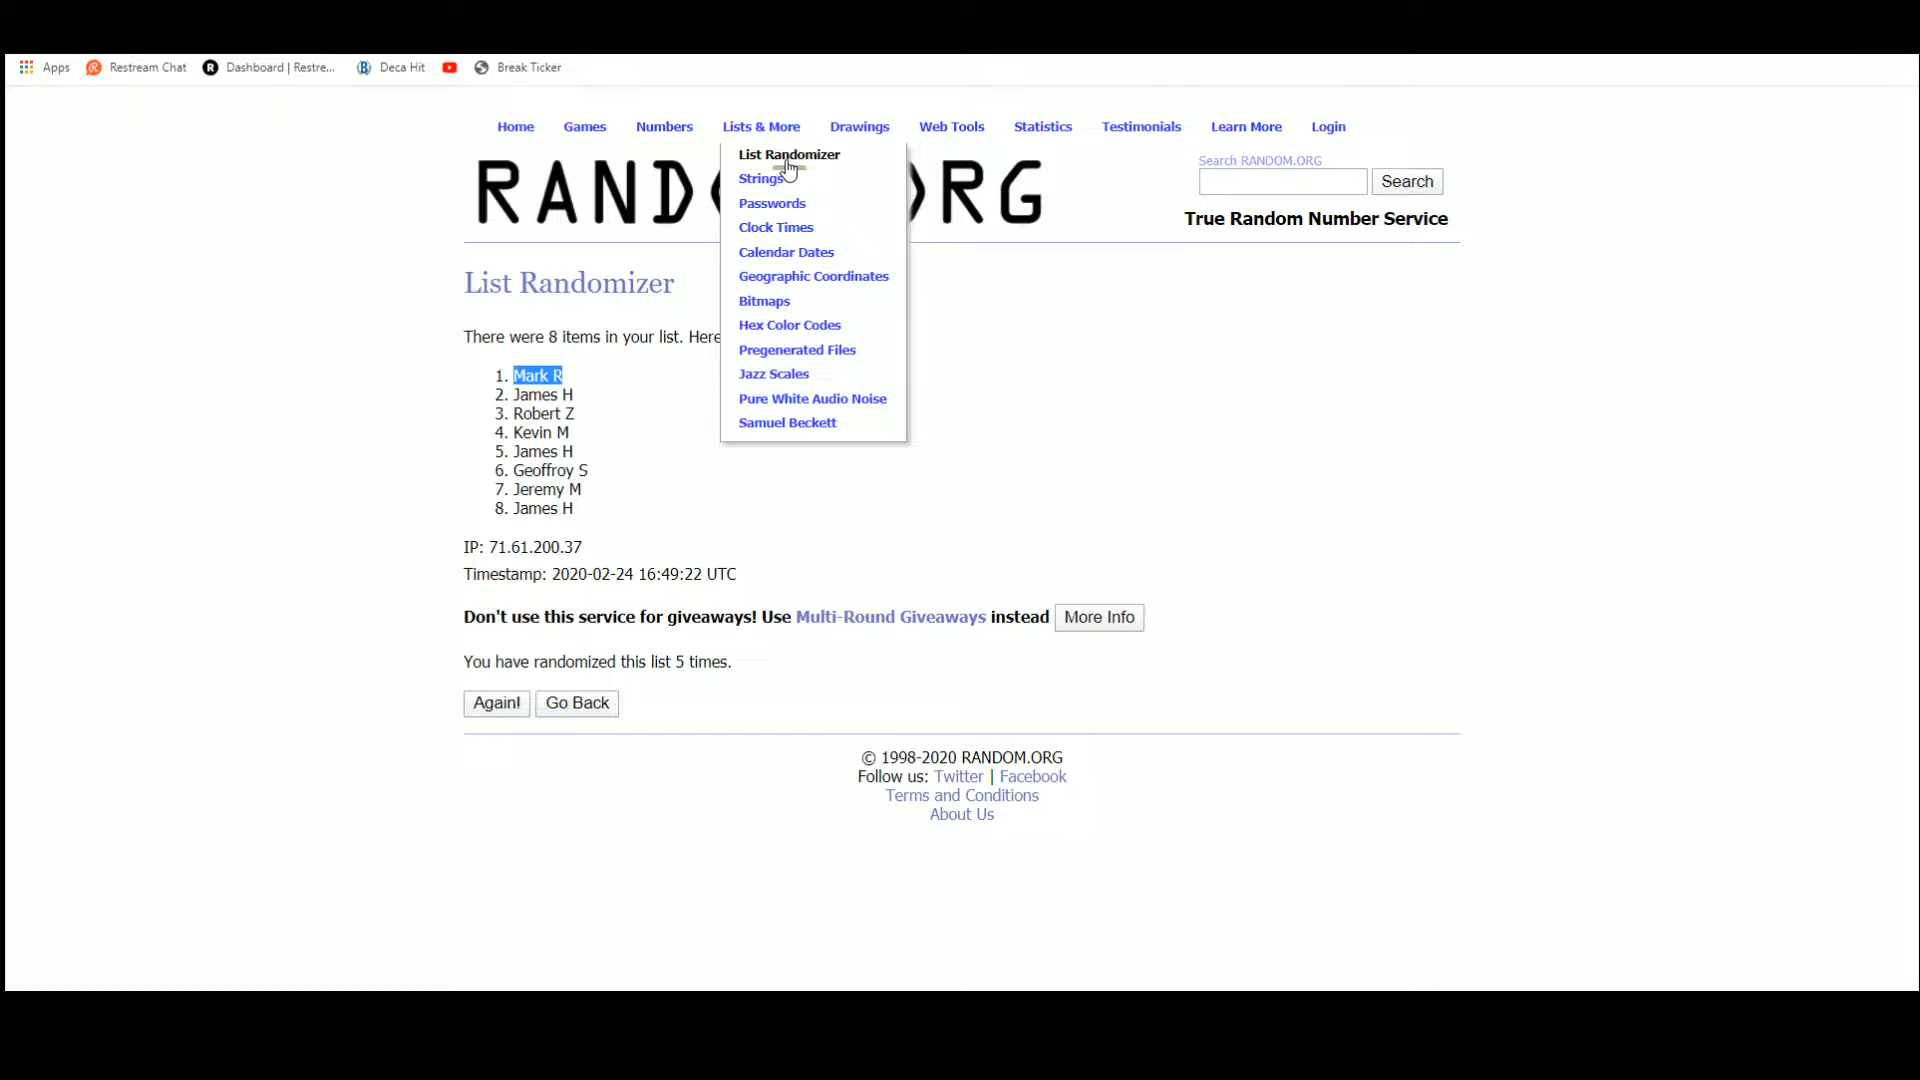 Apps Restream Chat Dashboard | Restre... Deca Hit Break Ticker
Home Games Numbers Lists & More Drawings Web Tools Statistics Testimonials Learn More Login
List Randomizer
Strings
Passwords
Clock Times
Calendar Dates
Geographic Coordinates
Bitmaps
Hex Color Codes
Pregenerated Files
Jazz Scales
Pure White Audio Noise
Samuel Beckett
RAND RG
Search RANDOM.ORG
Search
True Random Number Service
List Randomizer
There were 8 items in your list. Here
1. Mark R
2. James H
3. Robert Z
4. Kevin M
5. James H
6. Geoffroy S
7. Jeremy M
8. James H
IP: 71.61.200.37
Timestamp: 2020-02-24 16:49:22 UTC
Don't use this service for giveaways! Use Multi-Round Giveaways instead More Info
You have randomized this list 5 times.
Again! Go Back
© 1998-2020 RANDOM.ORG
Follow us: Twitter | Facebook
Terms and Conditions
About Us